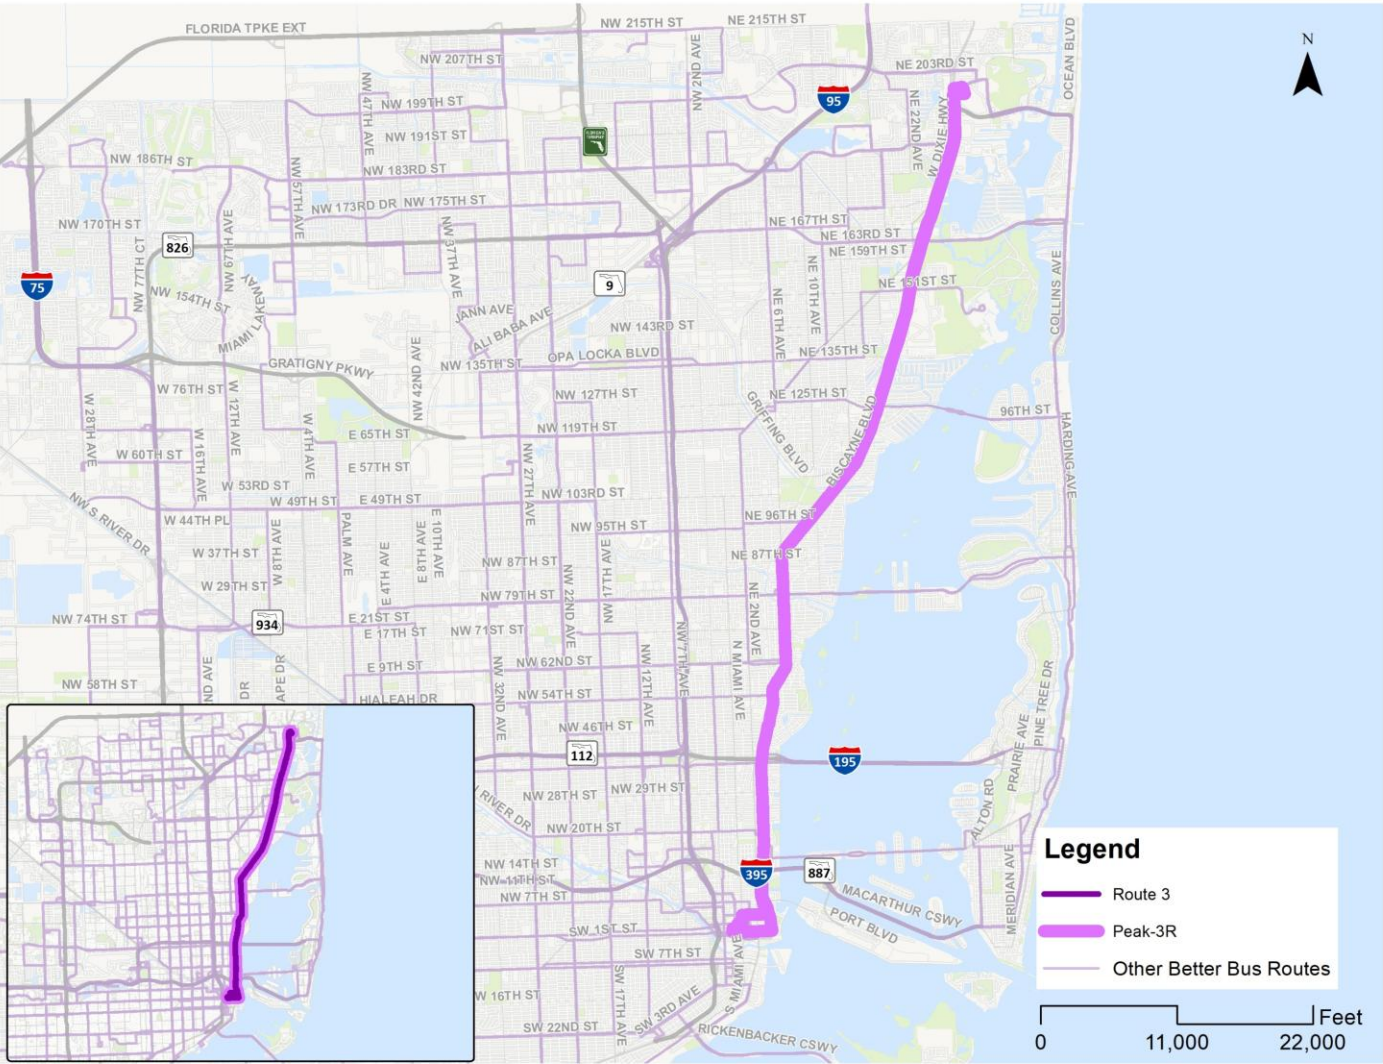 FLORIDA TPKE EXT
NW 215TH ST
NE 215TH ST
OCEAN BLVD
N
NW 207TH ST
NW 2ND AVE
NE 203RD ST
95
NW 47TH AVE
NW 199TH ST
NE 22ND AVE
W DIXIE HWY
NW 191ST ST
NW 186TH ST
NW 57TH AVE
NW 183RD ST
NW 173RD DR
NW 175TH ST
NW 170TH ST
NW 67TH AVE
NW 37TH AVE
NE 167TH ST
NE 163RD ST
NE 159TH ST
826
NW 77TH CT
75
9
NE 10TH AVE
NE 151ST ST
COLLINS AVE
NW 154TH ST
MIAMI LAKEWAY
JANN AVE
ALI BABA AVE
NW 143RD ST
NE 6TH AVE
GRATIGNY PKWY
NW 42ND AVE
NW 135TH ST
OPA LOCKA BLVD
NE 135TH ST
W 76TH ST
W 12TH AVE
NW 127TH ST
NE 125TH ST
GRIFFING BLVD
BISCAYNE BLVD
96TH ST
W 28TH AVE
W 16TH AVE
W 4TH AVE
E 65TH ST
NW 119TH ST
HARDING AVE
W 60TH ST
E 57TH ST
NW 27TH AVE
W 53RD ST
NW S RIVER DR
W 49TH ST
E 49TH ST
NW 103RD ST
W 44TH PL
W 8TH AVE
PALM AVE
E 4TH AVE
E 8TH AVE
E 10TH AVE
NW 95TH ST
NE 96TH ST
W 37TH ST
NW 87TH ST
NE 87TH ST
NW 22ND AVE
NW 17TH AVE
W 29TH ST
NW 79TH ST
NE 2ND AVE
NW 74TH ST
934
E 21ST ST
E 17TH ST
NW 71ST ST
N MIAMI AVE
NW 7TH AVE
NW 12TH AVE
E 9TH ST
NW 62ND ST
NW 58TH ST
ND AVE
DR
APE DR
HIALEAH DR
NW 32ND AVE
NW 54TH ST
PINE TREE DR
PRAIRIE AVE
NW 46TH ST
112
195
NW 28TH ST
NW 29TH ST
RIVER DR
NW 20TH ST
ALTON RD
MERIDIAN AVE
NW 14TH ST
NW 11TH ST
NW 7TH ST
395
887
MACARTHUR CSWY
PORT BLVD
SW 1ST ST
SW 7TH ST
S MIAMI AVE
SW 17TH AVE
W 16TH ST
SW 3RD AVE
SW 22ND ST
RICKENBACKER CSWY
Legend
Route 3
Peak-3R
Other Better Bus Routes
Feet
0 11,000 22,000